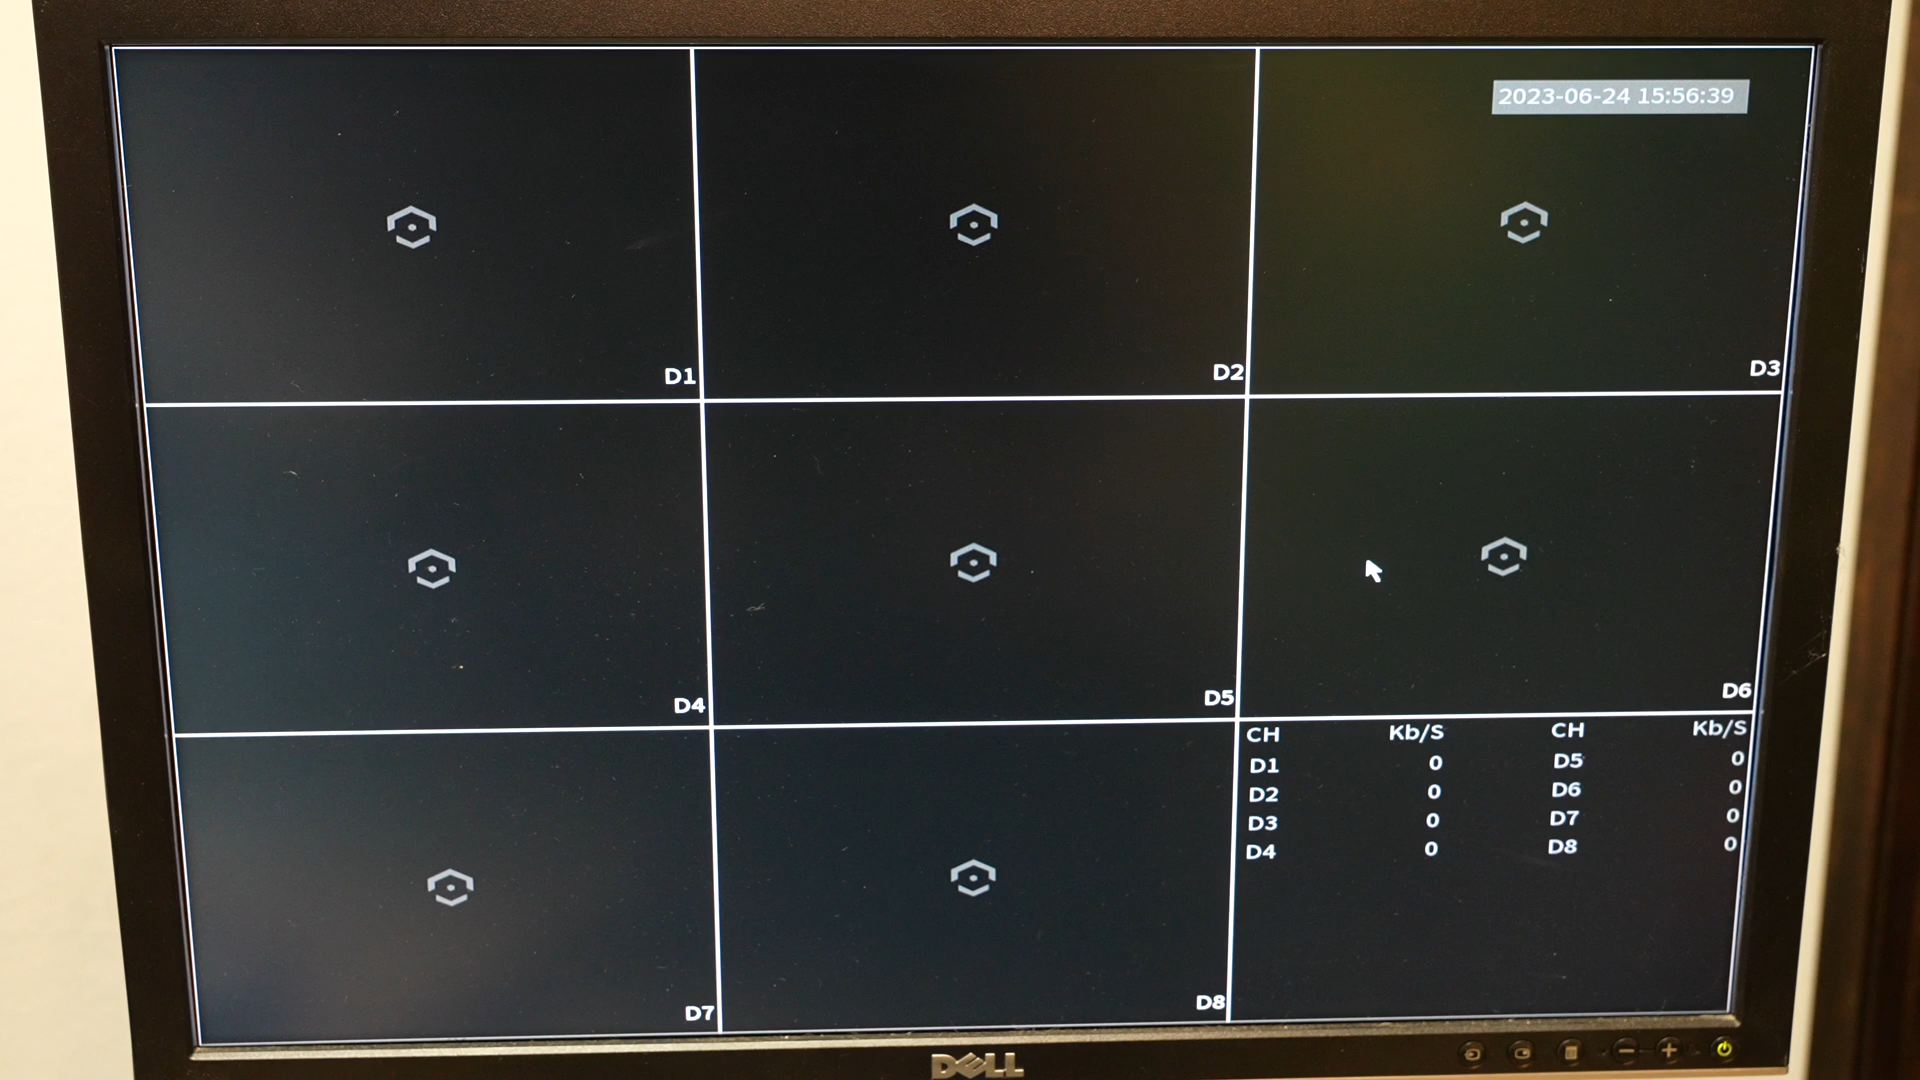 2023-06-24 15:56:39
D1
D2
D3
D4
D5
D6
CH Kb/S CH Kb/S
D1 0 D5 0
D2 0 D6 0
D3 0 D7 0
D4 0 D8 0
D7
D8
DELL